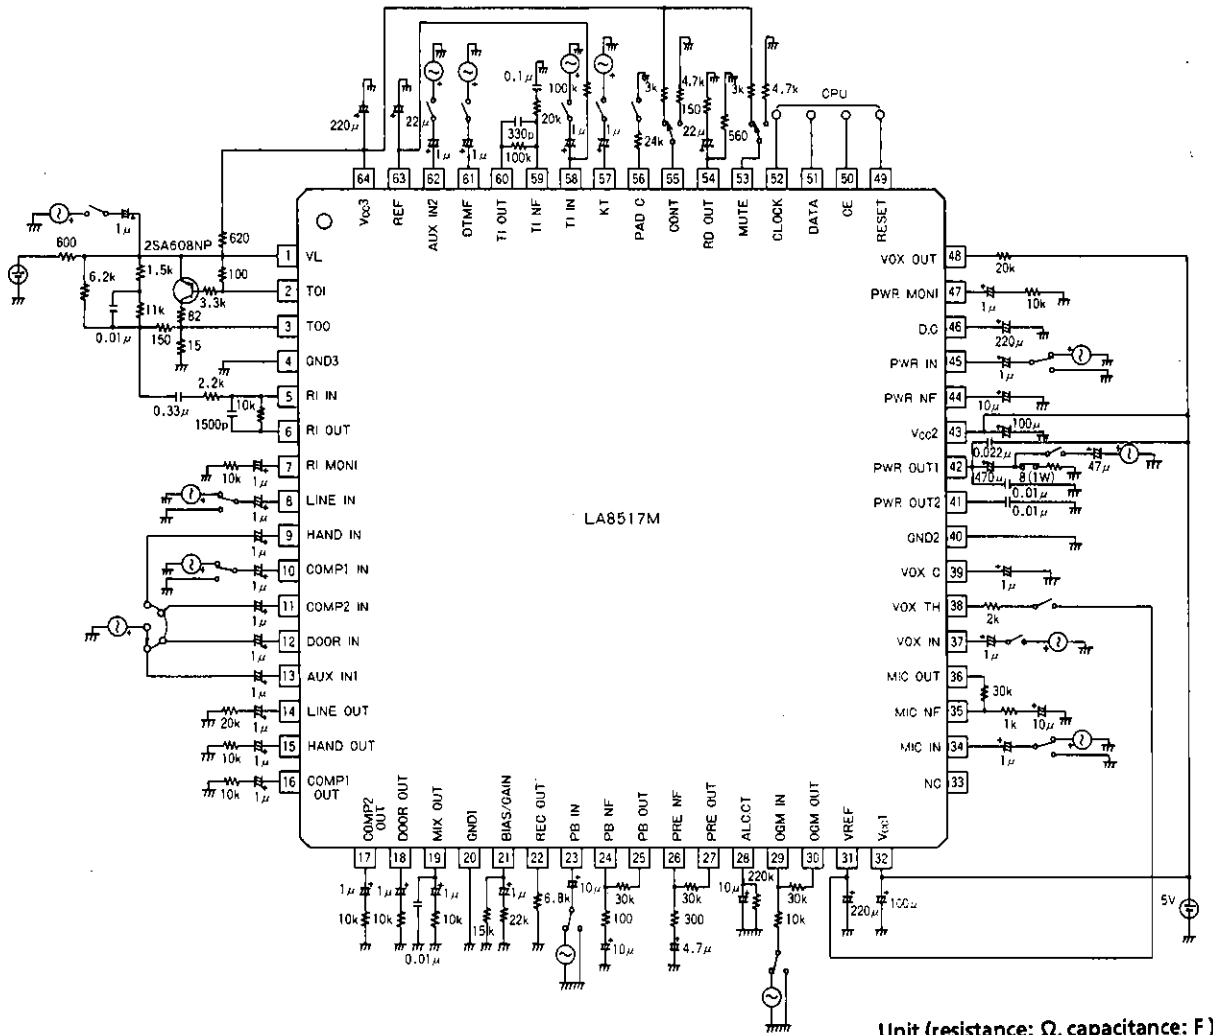 220μ
22μ
1μ
1μ
0.1μ
20k
330p
100k
100k
1μ
1μ
24k
3k
4.7k
150
22μ
560
3k
4.7k
CPU
64 63 62 61 60 59 58 57 56 55 54 53 52 51 50 49
Vcc3 REF AUX IN2 DTMF TI OUT TI NF TI IN KT PAD C CONT RD OUT MUTE CLOCK DATA CE RESET
1μ
600
2SA608NP
620
6.2k
1.5k
100
3.3k
11k
82
0.01μ
150
15
2.2k
0.33μ
10k
1500p
1 VL
2 TOI
3 TOO
4 GND3
5 RI IN
6 RI OUT
10k 1μ 7 RI MONI
1μ 8 LINE IN
1μ 9 HAND IN
1μ 10 COMP1 IN
1μ 11 COMP2 IN
1μ 12 DOOR IN
1μ 13 AUX IN1
20k 1μ 14 LINE OUT
10k 1μ 15 HAND OUT
10k 1μ 16 COMP1 OUT
LA8517M
VOX OUT 48 20k
PWR MONI 47 1μ 10k
D.C 46 220μ
PWR IN 45 1μ
PWR NF 44 10μ
Vcc2 43 100μ
0.022μ
PWR OUT1 42 470μ 8(1W) 47μ
0.01μ
PWR OUT2 41 0.01μ
GND2 40
VOX C 39 1μ
VOX TH 38 2k
VOX IN 37 1μ
MIC OUT 36
30k
MIC NF 35 1k 10μ
MIC IN 34 1μ
NC 33
COMP2 OUT DOOR OUT MIX OUT GND1 BIAS/GAIN REC OUT PB IN PB NF PB OUT PRE NF PRE OUT ALC.CT OGM IN OGM OUT VREF Vcc1
17 18 19 20 21 22 23 24 25 26 27 28 29 30 31 32
1μ
10k
1μ
10k
1μ
10k
0.01μ
1μ
15k
22k
6.8k
10μ
30k
100
10μ
30k
300
4.7μ
10μ
220k
30k
10k
220μ
100μ
5V
Unit (resistance: Ω, capacitance: F)